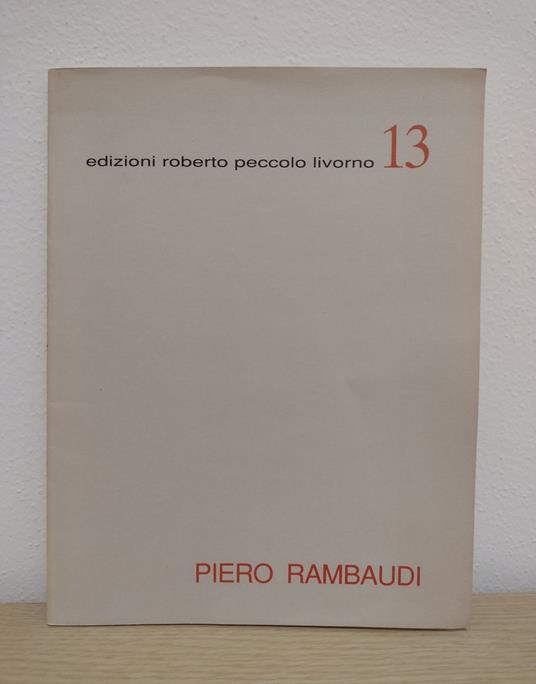 edizioni roberto peccolo livorno 13
PIERO RAMBAUDI